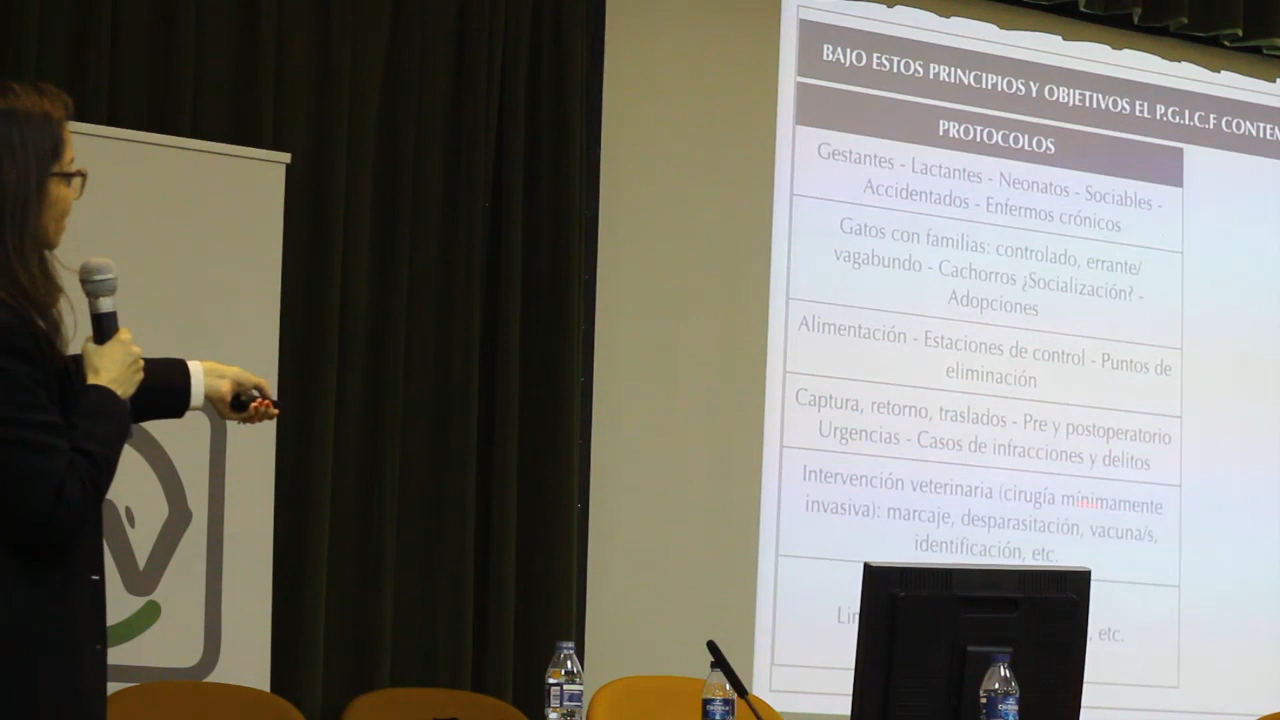 BAJO ESTOS PRINCIPIOS Y OBJETIVOS EL P.G.I.C.F
PROTOCOLOS
Gestantes - Lactantes - Neonatos - Sociables -
Accidentados - Enfermos crónicos
Gatos con familias: controlado, errante/
vagabundo - Cachorros ¿Socialización? -
Adopciones
Alimentación - Estaciones de control - Puntos de
eliminación
Captura, retorno, traslados - Pre y postoperatorio
Urgencias - Casos de infracciones y delitos
Intervención veterinaria (cirugía mínimamente
invasiva): marcaje, desparasitación, vacuna/s,
identificación, etc.
, etc.